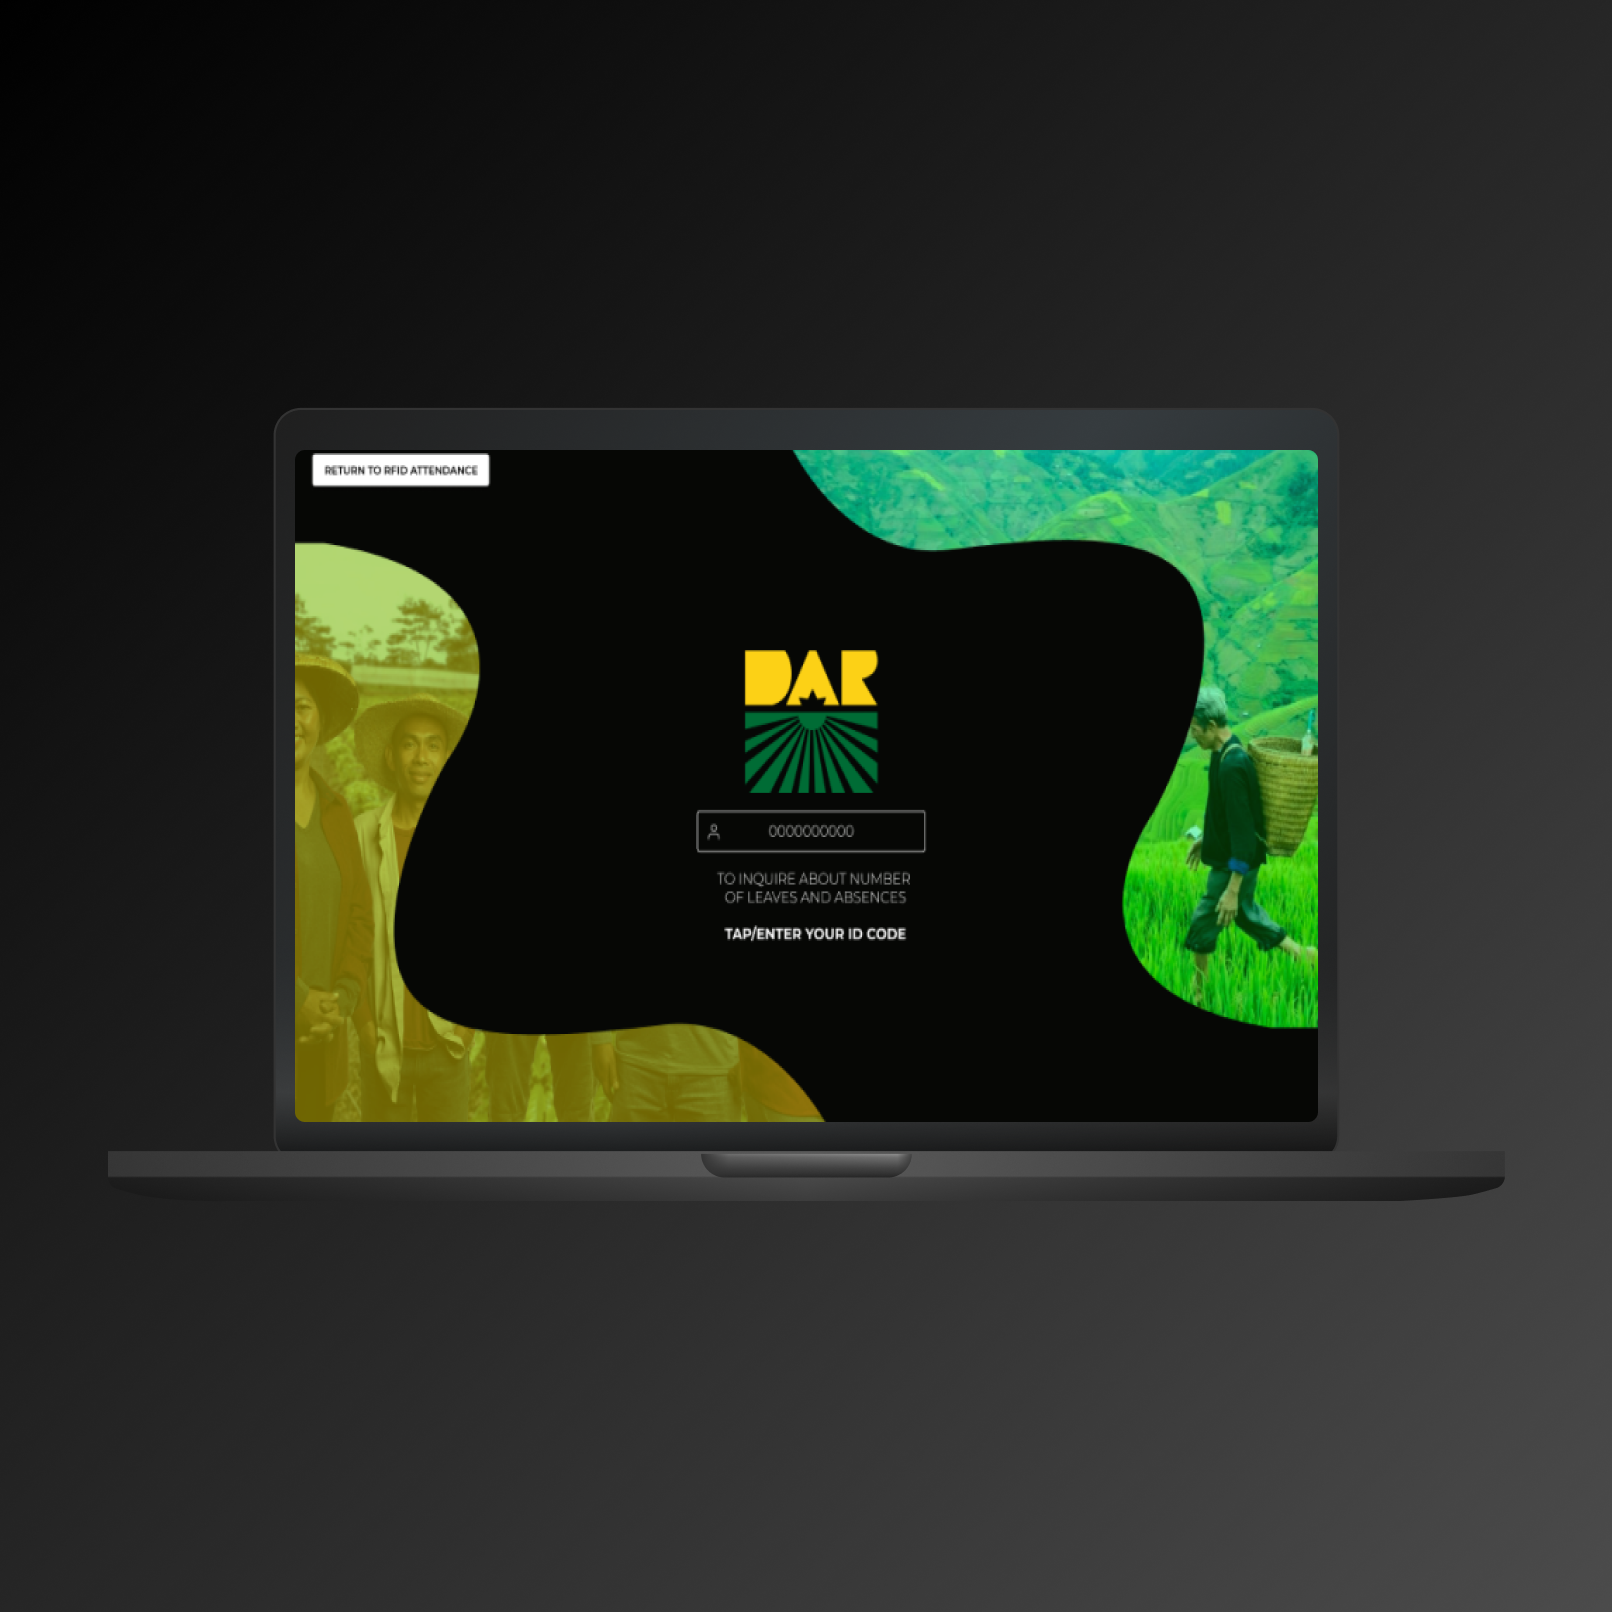 RETURN TO RFID ATTENDANCE
DAR
0000000000
TO INQUIRE ABOUT NUMBER
OF LEAVES AND ABSENCES
TAP/ENTER YOUR ID CODE